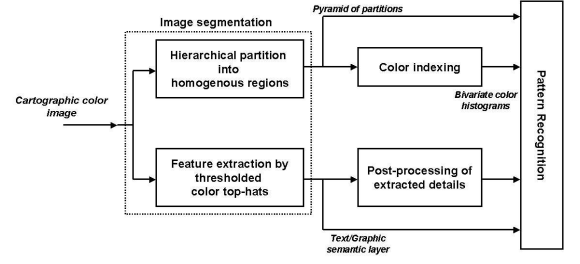 Pyramid of partitions
Image segmentation
Hierarchical partition
into
homogenous regions
Color indexing
Bivariate color
histograms
Cartographic color
image
Feature extraction by
thresholded
color top-hats
Post-processing of
extracted details
Text/Graphic
semantic layer
Pattern Recognition